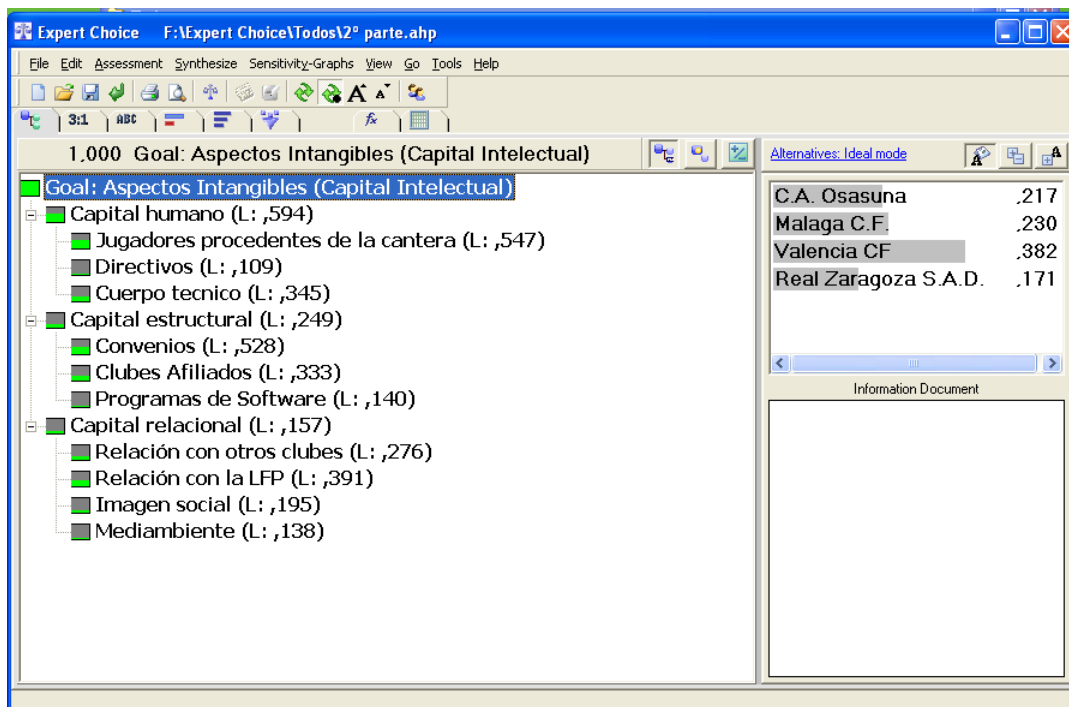 Expert Choice F:\Expert Choice\Todos\2º parte.ahp
File Edit Assessment Synthesize Sensitivity-Graphs View Go Tools Help
A A
3:1 ABC fx
1,000 Goal: Aspectos Intangibles (Capital Intelectual)
Goal: Aspectos Intangibles (Capital Intelectual)
Capital humano (L: ,594)
Jugadores procedentes de la cantera (L: ,547)
Directivos (L: ,109)
Cuerpo tecnico (L: ,345)
Capital estructural (L: ,249)
Convenios (L: ,528)
Clubes Afiliados (L: ,333)
Programas de Software (L: ,140)
Capital relacional (L: ,157)
Relación con otros clubes (L: ,276)
Relación con la LFP (L: ,391)
Imagen social (L: ,195)
Mediambiente (L: ,138)
Alternatives: Ideal mode A A
C.A. Osasuna ,217
Malaga C.F. ,230
Valencia CF ,382
Real Zaragoza S.A.D. ,171
Information Document